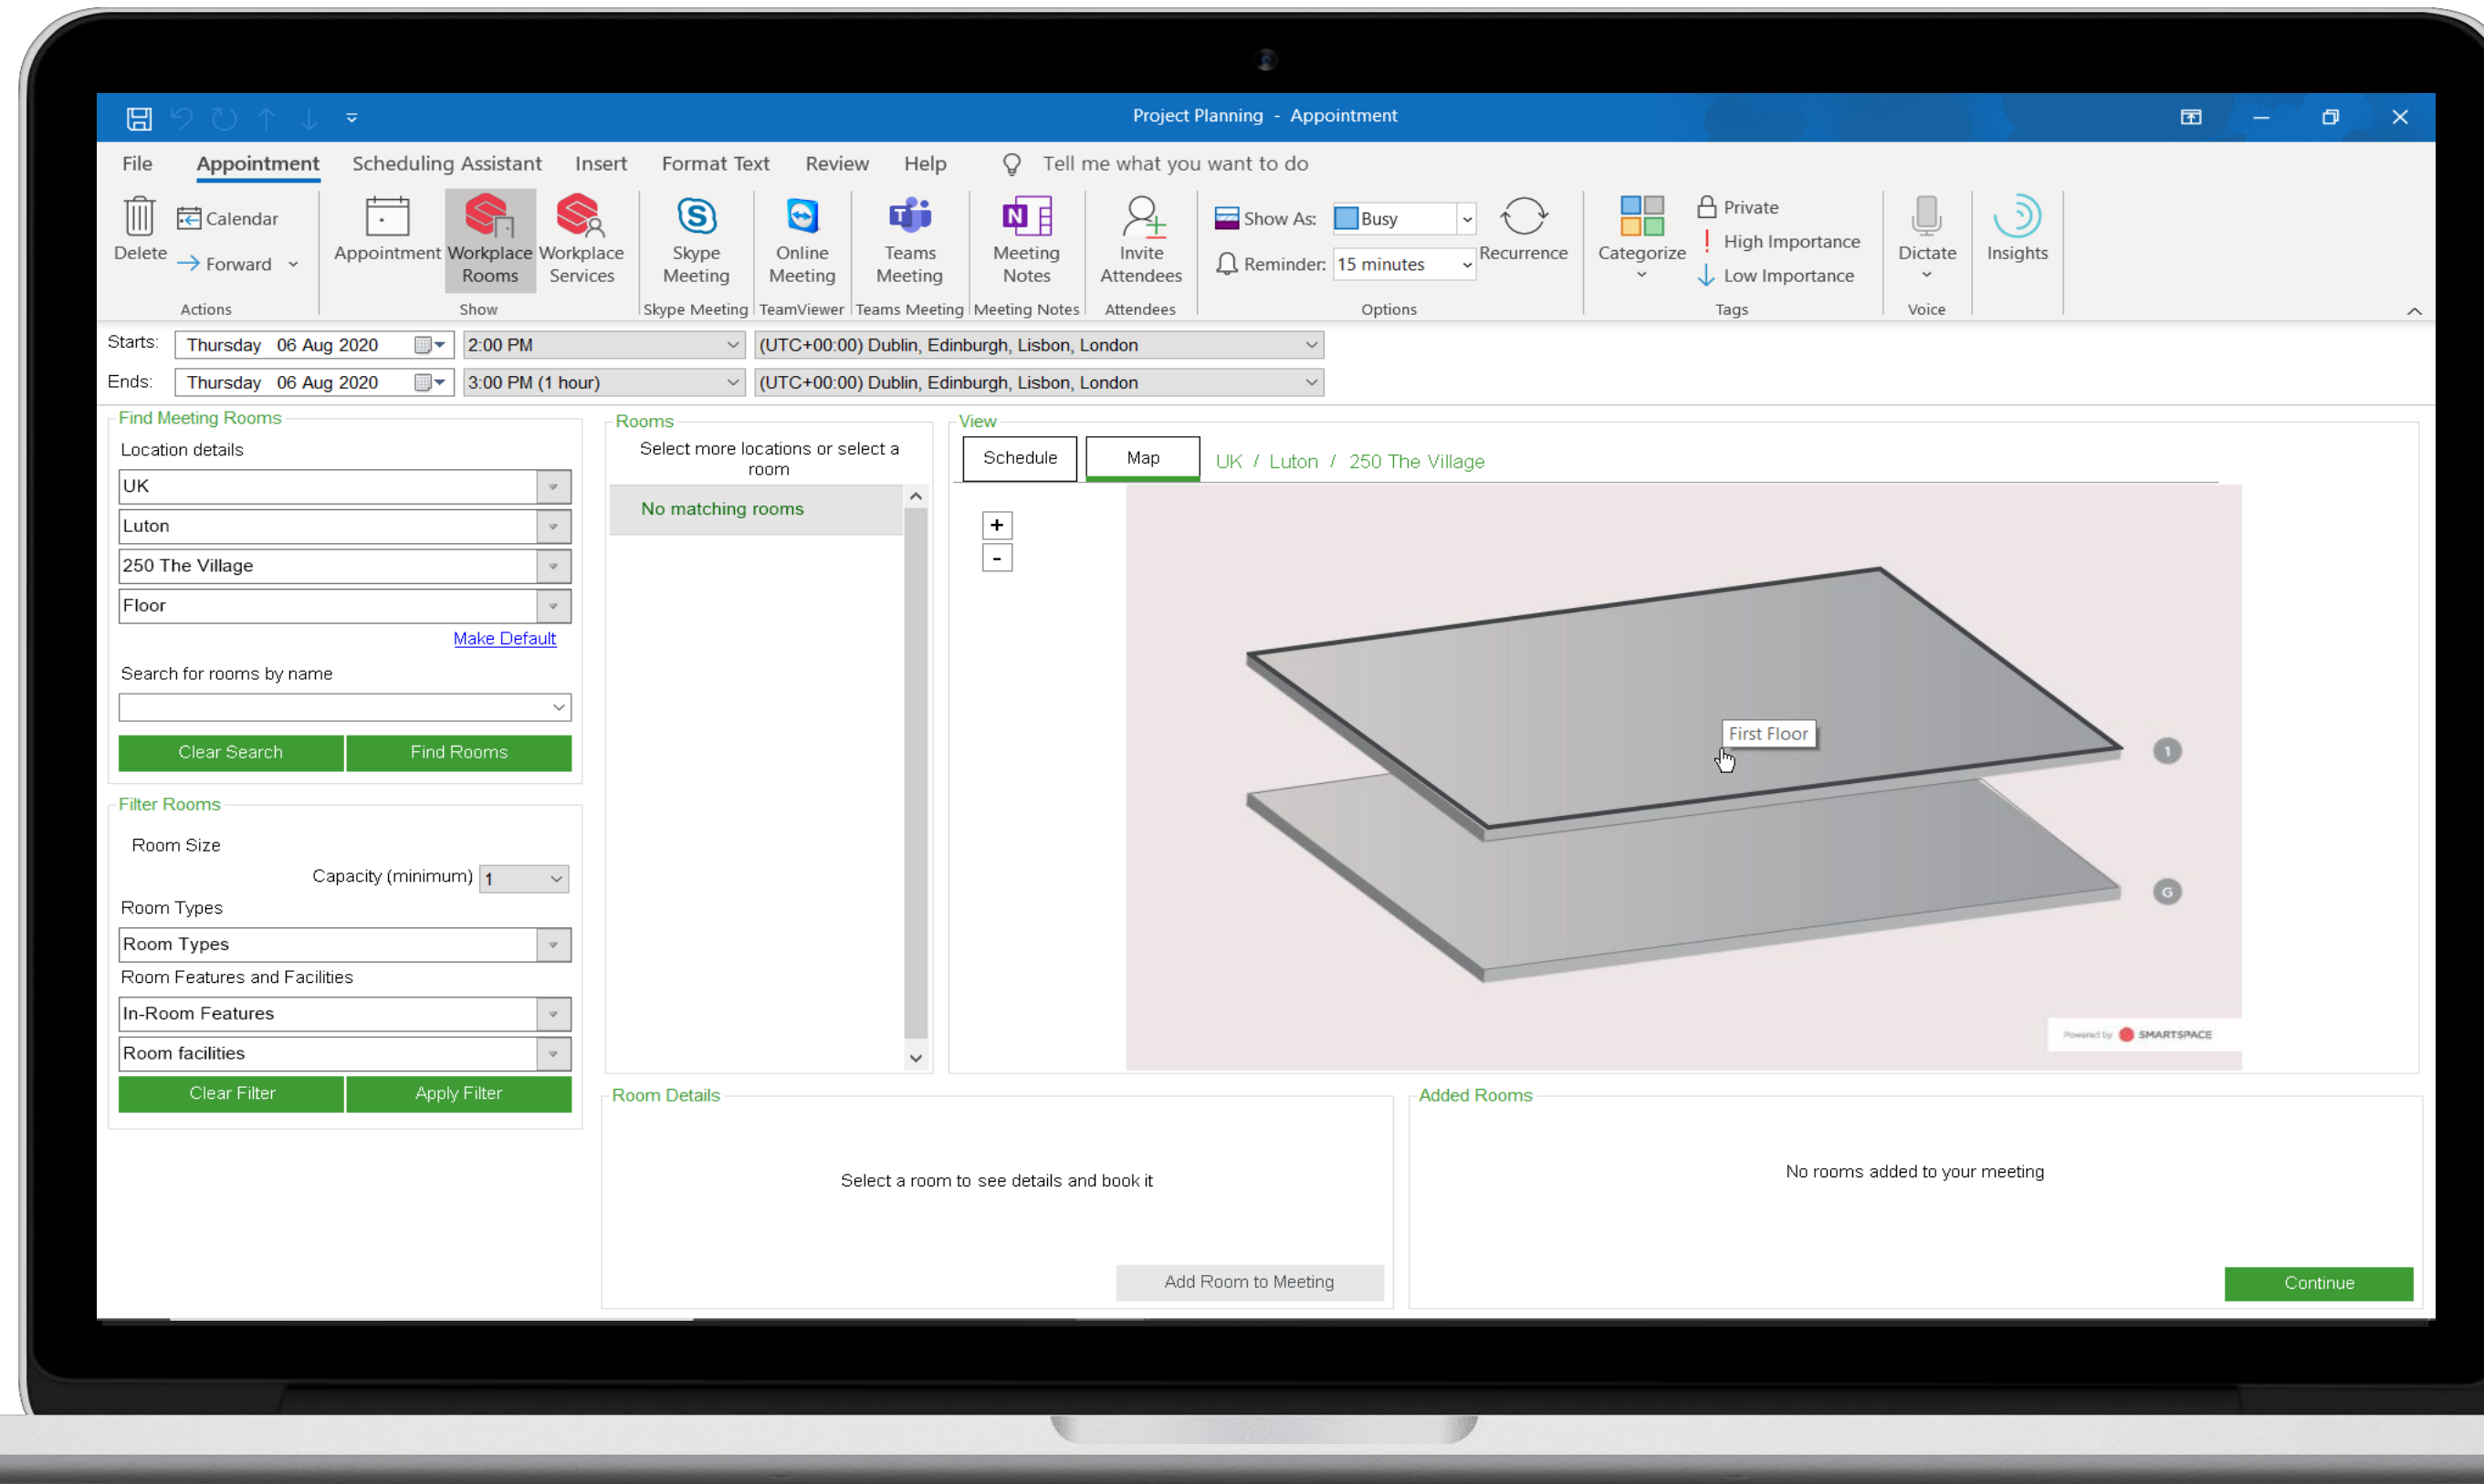 Project Planning - Appointment
File Appointment Scheduling Assistant Insert Format Text Review Help Tell me what you want to do
Delete
Calendar
Forward
Actions
Appointment
Workplace Rooms
Workplace Services
Show
Skype Meeting
Skype Meeting
Online Meeting
TeamViewer
Teams Meeting
Teams Meeting
Meeting Notes
Meeting Notes
Invite Attendees
Attendees
Show As: Busy
Reminder: 15 minutes
Recurrence
Options
Categorize
Private
High Importance
Low Importance
Tags
Dictate
Voice
Insights
Starts: Thursday 06 Aug 2020 2:00 PM (UTC+00:00) Dublin, Edinburgh, Lisbon, London
Ends: Thursday 06 Aug 2020 3:00 PM (1 hour) (UTC+00:00) Dublin, Edinburgh, Lisbon, London
Find Meeting Rooms
Location details
UK
Luton
250 The Village
Floor
Make Default
Search for rooms by name
Clear Search Find Rooms
Filter Rooms
Room Size
Capacity (minimum) 1
Room Types
Room Types
Room Features and Facilities
In-Room Features
Room facilities
Clear Filter Apply Filter
Rooms
Select more locations or select a
room
No matching rooms
View
Schedule Map UK / Luton / 250 The Village
+
-
First Floor
1
G
Powered by SMARTSPACE
Room Details
Select a room to see details and book it
Add Room to Meeting
Added Rooms
No rooms added to your meeting
Continue